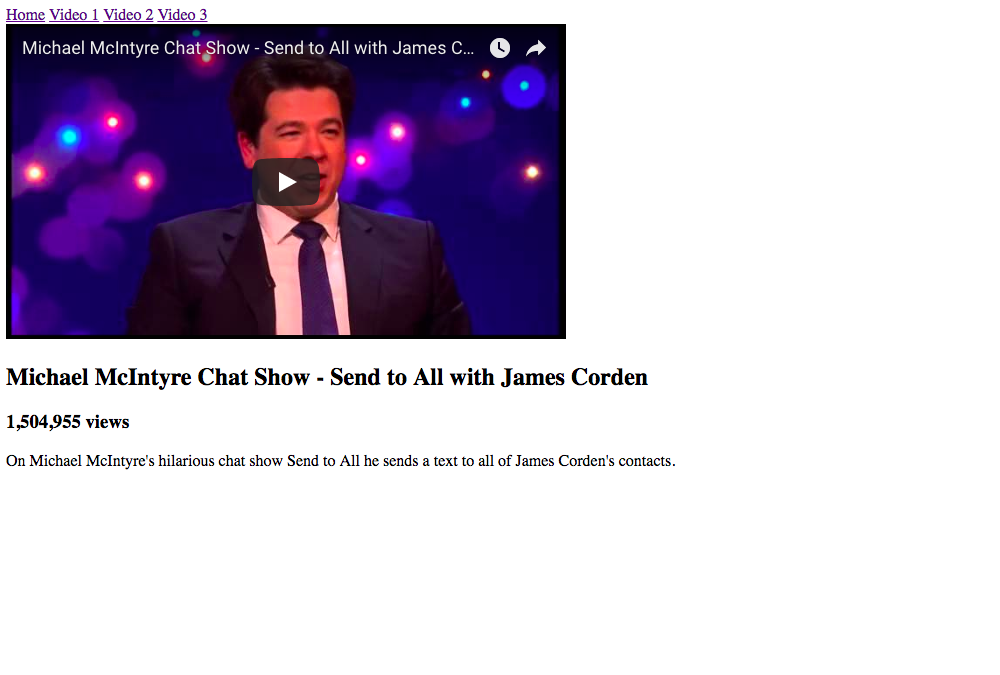 Home Video 1 Video 2 Video 3
Michael McIntyre Chat Show - Send to All with James C...
Michael McIntyre Chat Show - Send to All with James Corden
1,504,955 views
On Michael McIntyre's hilarious chat show Send to All he sends a text to all of James Corden's contacts.